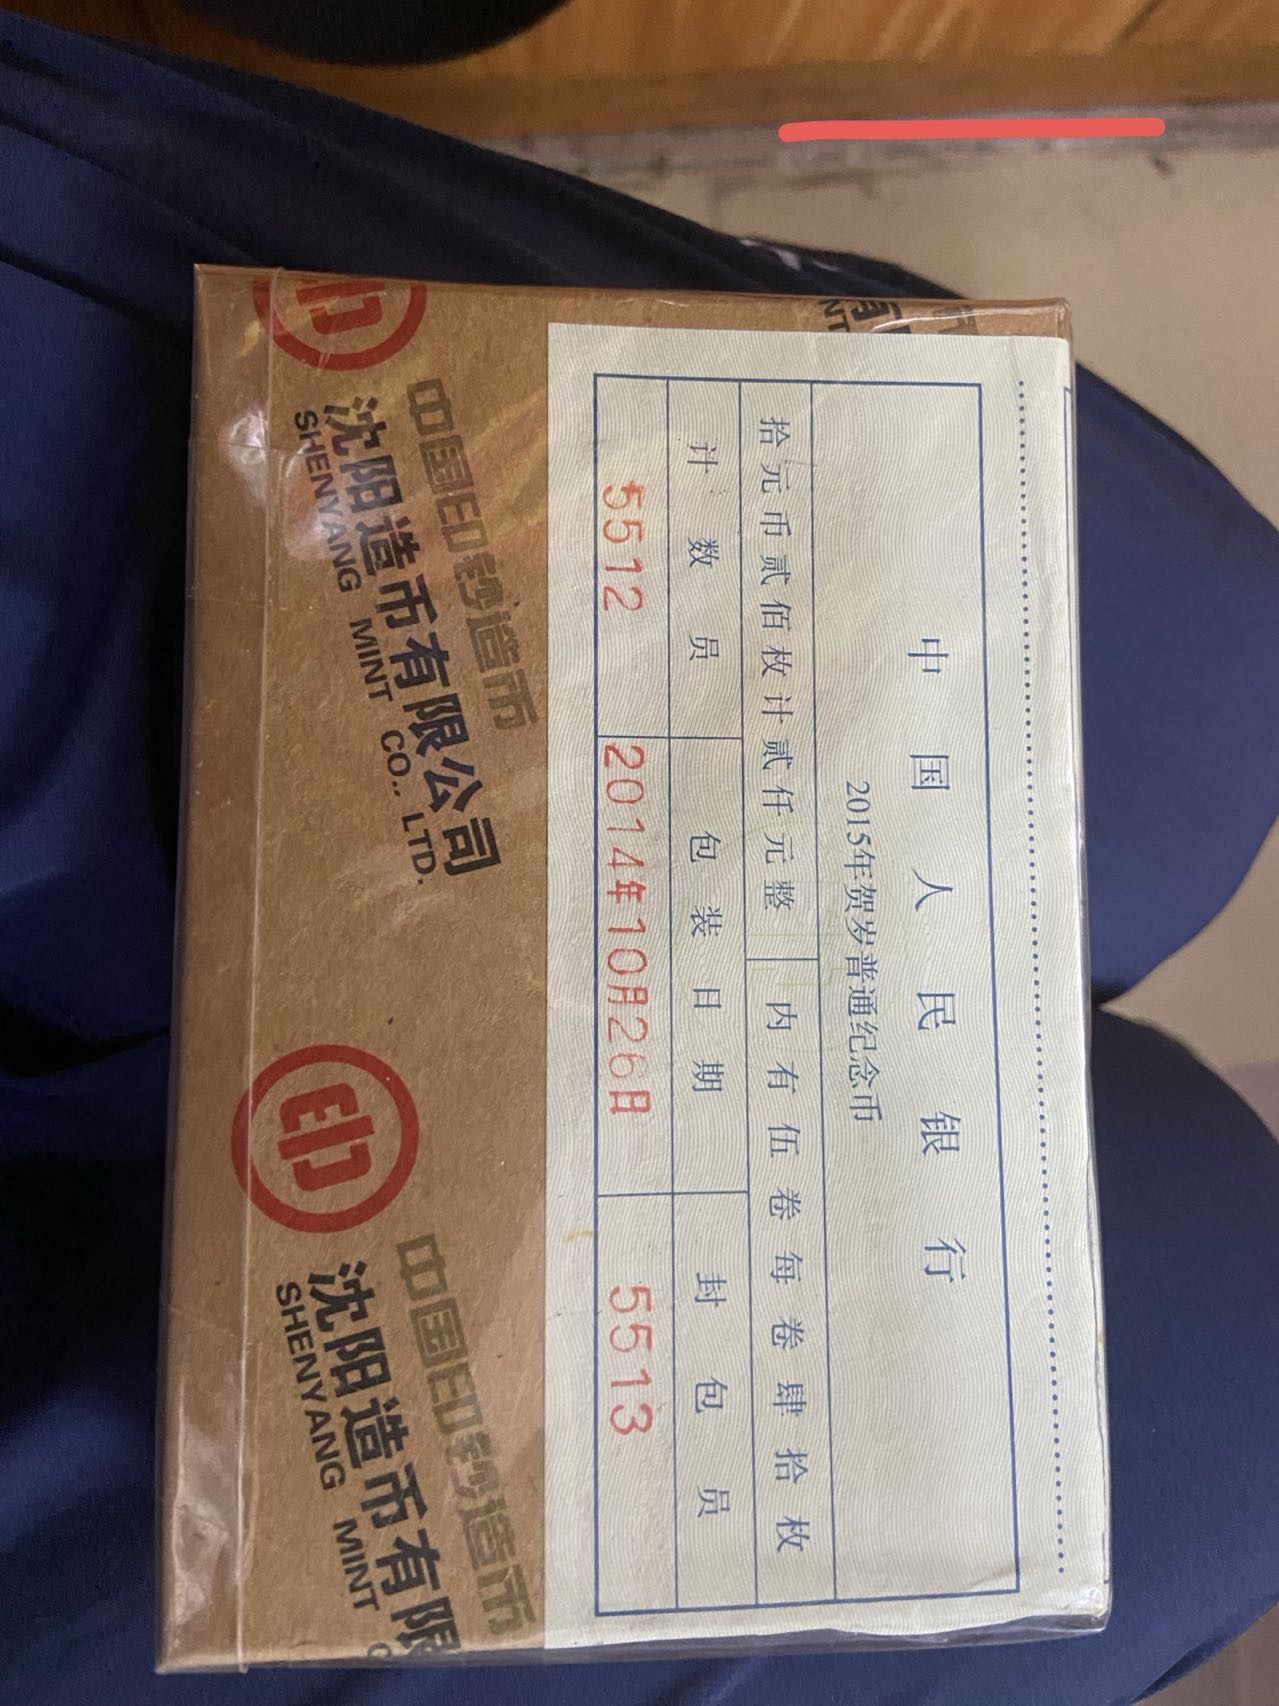 中国人民银行
2015年贺岁普通纪念币
拾元币贰佰枚计贰仟元整 内有伍卷每卷肆拾枚
计数员 包装日期 封包员
5512 2014年10月26日 5513
中国印钞造币
沈阳造币有限公司
SHENYANG MINT CO., LTD.
中国印钞造币
沈阳造币有限
SHENYANG MINT